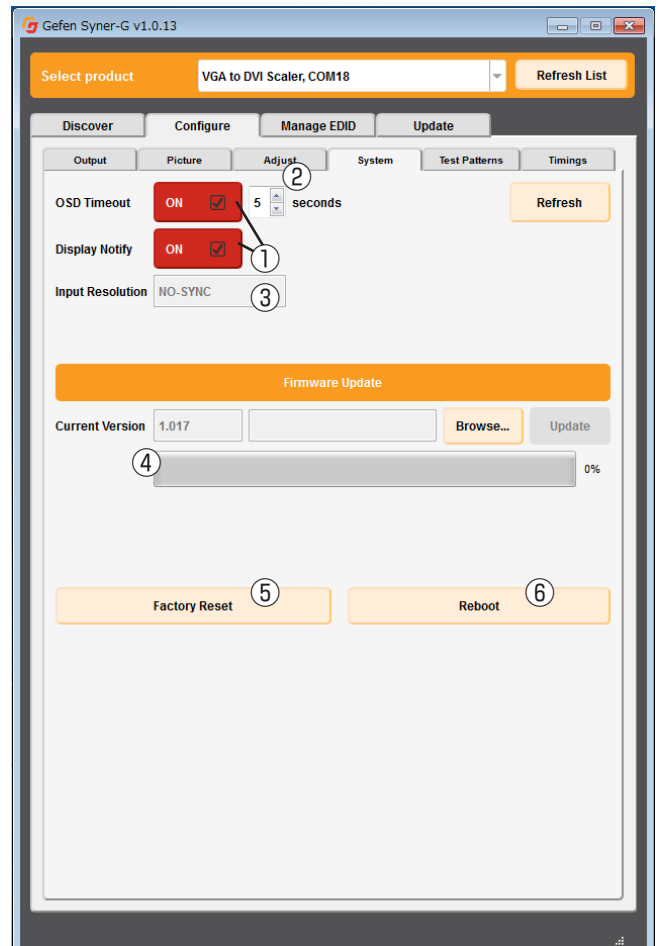 Gefen Syner-G v1.0.13
Select product VGA to DVI Scaler, COM18 Refresh List
Discover Configure Manage EDID Update
Output Picture Adjust System Test Patterns Timings
②
OSD Timeout ON 5 seconds Refresh
Display Notify ON ①
Input Resolution NO-SYNC ③
Firmware Update
Current Version 1.017 Browse... Update
④ 0%
Factory Reset ⑤ Reboot ⑥